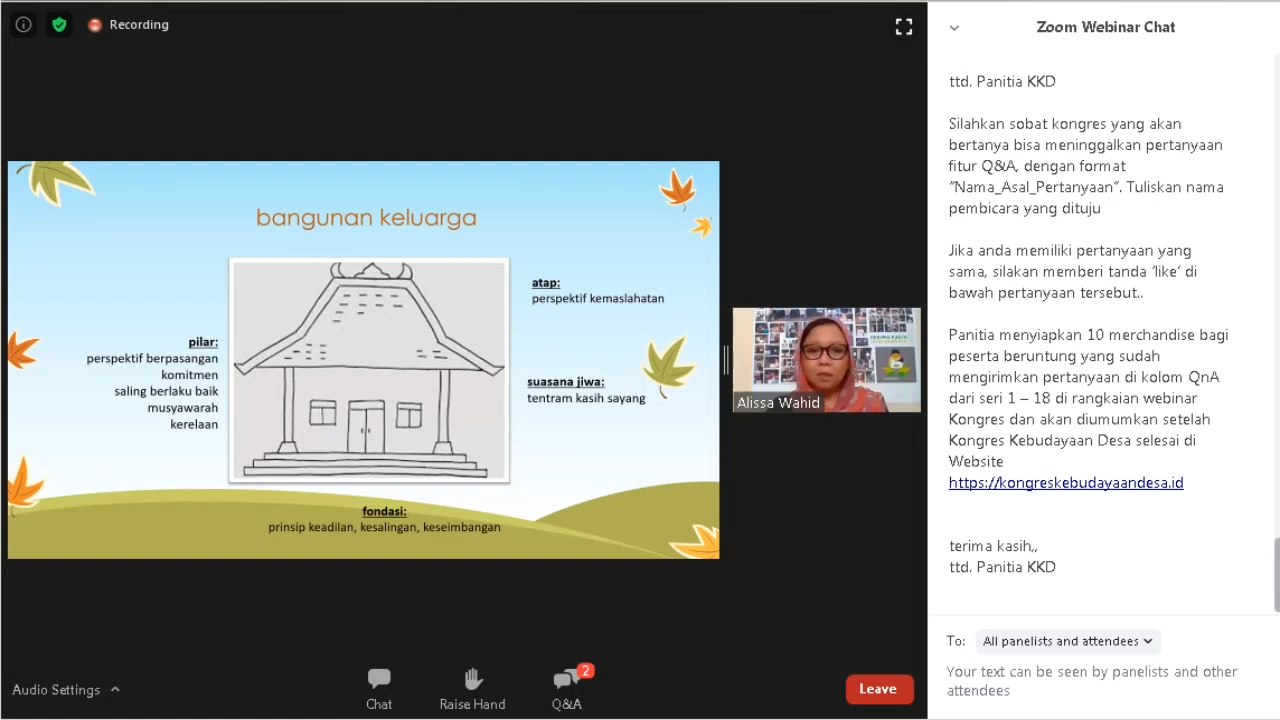 Recording
bangunan keluarga
atap:
perspektif kemaslahatan
pilar:
perspektif berpasangan
komitmen
saling berlaku baik
musyawarah
kerelaan
suasana jiwa:
tentram kasih sayang
fondasi:
prinsip keadilan, kesalingan, keseimbangan
TERIMA KASIH
Alissa Wahid
Audio Settings
Chat
Raise Hand
2
Q&A
Leave
Zoom Webinar Chat
ttd. Panitia KKD
Silahkan sobat kongres yang akan
bertanya bisa meninggalkan pertanyaan
fitur Q&A, dengan format
"Nama_Asal_Pertanyaan". Tuliskan nama
pembicara yang dituju
Jika anda memiliki pertanyaan yang
sama, silakan memberi tanda 'like' di
bawah pertanyaan tersebut..
Panitia menyiapkan 10 merchandise bagi
peserta beruntung yang sudah
mengirimkan pertanyaan di kolom QnA
dari seri 1 – 18 di rangkaian webinar
Kongres dan akan diumumkan setelah
Kongres Kebudayaan Desa selesai di
Website
https://kongreskebudayaandesa.id
terima kasih,,
ttd. Panitia KKD
To: All panelists and attendees
Your text can be seen by panelists and other
attendees